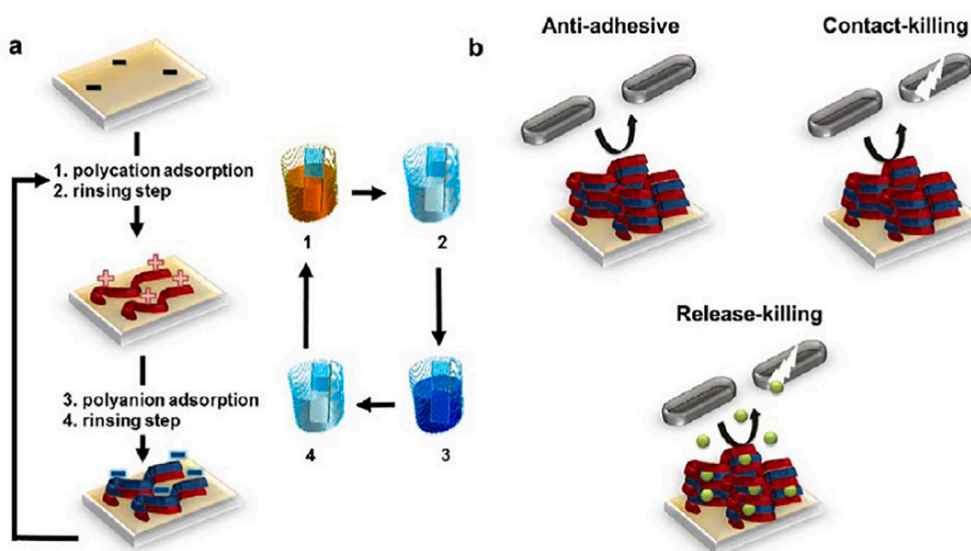 a
1. polycation adsorption
2. rinsing step
3. polyanion adsorption
4. rinsing step
1
2
4
3
b
Anti-adhesive
Contact-killing
Release-killing